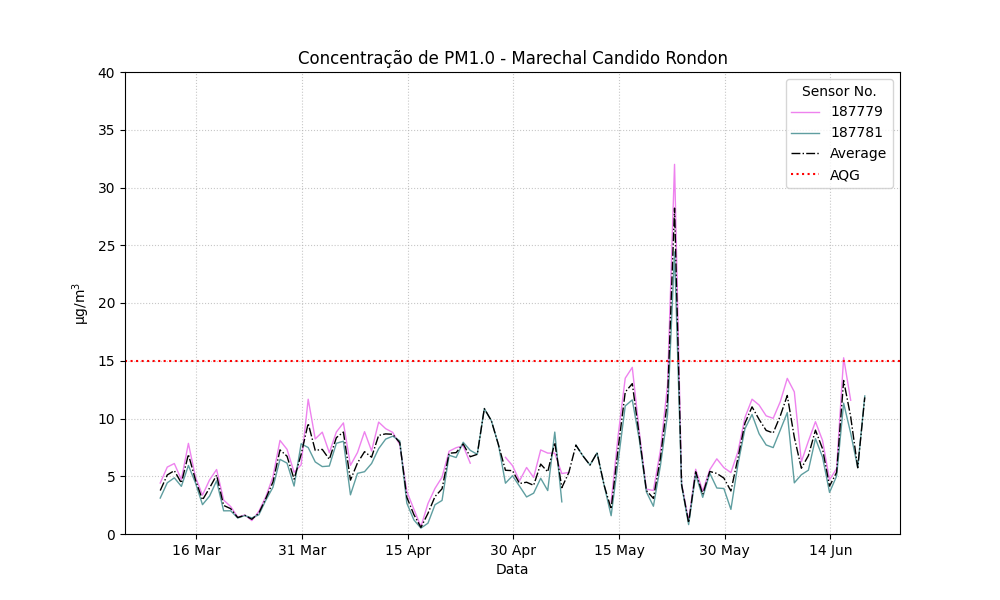 Concentração de PM1.0 - Marechal Candido Rondon
Sensor No.
187779
187781
Average
AQG
µg/m³
40
35
30
25
20
15
10
5
0
16 Mar
31 Mar
15 Apr
30 Apr
15 May
30 May
14 Jun
Data